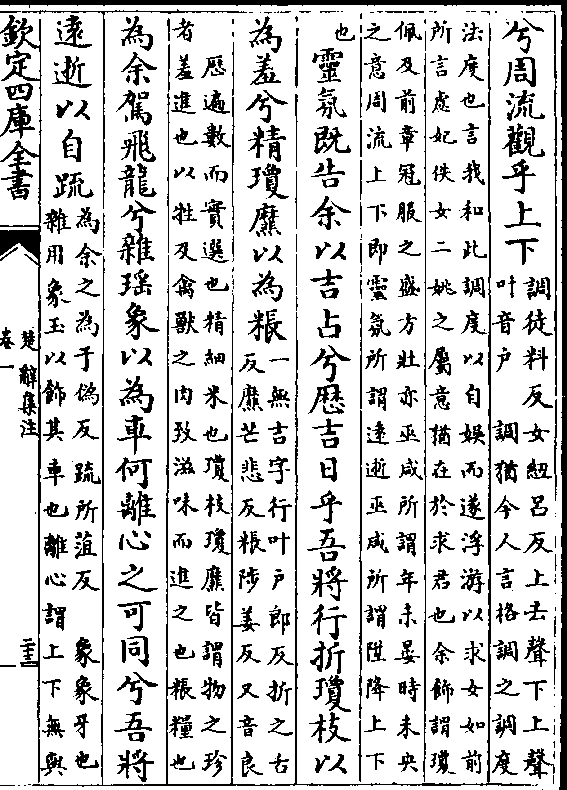 兮周流觀乎上下
調徒料反女紐呂反上去聲下上聲
叶音戶 調猶今人言格調之調度
法度也言我和此調度以自娛而遂浮游以求女如前
所言虙妃佚女二姚之屬意猶在於求君也余飾謂瓊
佩及前章冠服之盛方壯亦巫咸所謂年未晏時未央
之意周流上下即靈氛所謂逺逝巫咸所謂陞降上下
也
靈氛既告余以吉占兮歴吉日乎吾將行折瓊枝以
為羞兮精瓊爢以為粻
一無吉字行叶戶郎反折之舌
反爢芒悲反粻陟姜反又音良
歴遍數而實選也精細米也瓊枝瓊爢皆謂物之珍
者羞進也以牲及禽獸之肉致滋味而進之也粻糧也
為余駕飛龍兮雜瑶象以為車何離心之可同兮吾將
逺逝以自疏
為余之為于偽反 疏所葅反 象象牙也
雜用象玉以飾其車也離心謂上下無與
欽定四庫全書
楚辭集注
卷一
二十三